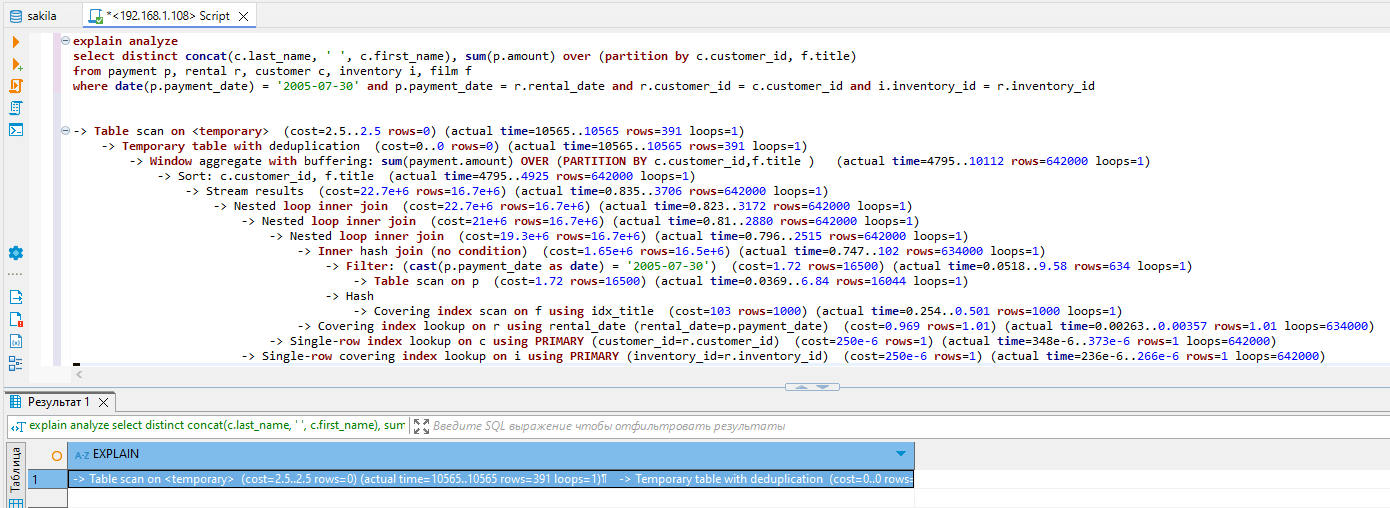 sakila
*<192.168.1.108> Script
explain analyze
select distinct concat(c.last_name, ' ', c.first_name), sum(p.amount) over (partition by c.customer_id, f.title)
from payment p, rental r, customer c, inventory i, film f
where date(p.payment_date) = '2005-07-30' and p.payment_date = r.rental_date and r.customer_id = c.customer_id and i.inventory_id = r.inventory_id
-> Table scan on <temporary>  (cost=2.5..2.5 rows=0) (actual time=10565..10565 rows=391 loops=1)
-> Temporary table with deduplication  (cost=0..0 rows=0) (actual time=10565..10565 rows=391 loops=1)
-> Window aggregate with buffering: sum(payment.amount) OVER (PARTITION BY c.customer_id,f.title )   (actual time=4795..10112 rows=642000 loops=1)
-> Sort: c.customer_id, f.title  (actual time=4795..4925 rows=642000 loops=1)
-> Stream results  (cost=22.7e+6 rows=16.7e+6) (actual time=0.835..3706 rows=642000 loops=1)
-> Nested loop inner join  (cost=22.7e+6 rows=16.7e+6) (actual time=0.823..3172 rows=642000 loops=1)
-> Nested loop inner join  (cost=21e+6 rows=16.7e+6) (actual time=0.81..2880 rows=642000 loops=1)
-> Nested loop inner join  (cost=19.3e+6 rows=16.7e+6) (actual time=0.796..2515 rows=642000 loops=1)
-> Inner hash join (no condition)  (cost=1.65e+6 rows=16.5e+6) (actual time=0.747..102 rows=634000 loops=1)
-> Filter: (cast(p.payment_date as date) = '2005-07-30')  (cost=1.72 rows=16500) (actual time=0.0518..9.58 rows=634 loops=1)
-> Table scan on p  (cost=1.72 rows=16500) (actual time=0.0369..6.84 rows=16044 loops=1)
-> Hash
-> Covering index scan on f using idx_title  (cost=103 rows=1000) (actual time=0.254..0.501 rows=1000 loops=1)
-> Covering index lookup on r using rental_date (rental_date=p.payment_date)  (cost=0.969 rows=1.01) (actual time=0.00263..0.00357 rows=1.01 loops=634000)
-> Single-row index lookup on c using PRIMARY (customer_id=r.customer_id)  (cost=250e-6 rows=1) (actual time=348e-6..373e-6 rows=1 loops=642000)
-> Single-row covering index lookup on i using PRIMARY (inventory_id=r.inventory_id)  (cost=250e-6 rows=1) (actual time=236e-6..266e-6 rows=1 loops=642000)
Результат 1
explain analyze select distinct concat(c.last_name, ' ', c.first_name), sum
Введите SQL выражение чтобы отфильтровать результаты
Таблица
A-Z EXPLAIN
1
-> Table scan on <temporary>  (cost=2.5..2.5 rows=0) (actual time=10565..10565 rows=391 loops=1)¶    -> Temporary table with deduplication  (cost=0..0 rows=